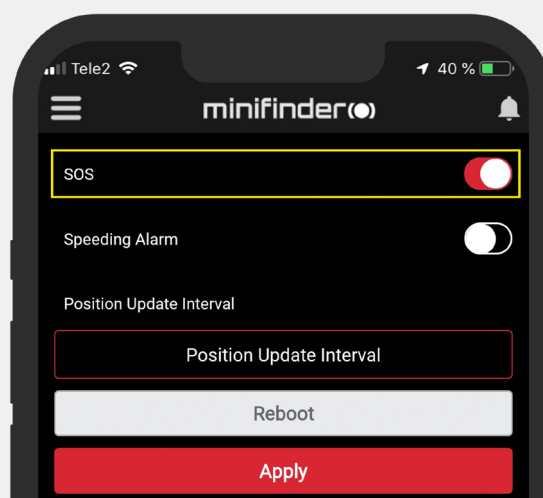 Tele2
40 %
minifinder
SOS
Speeding Alarm
Position Update Interval
Position Update Interval
Reboot
Apply